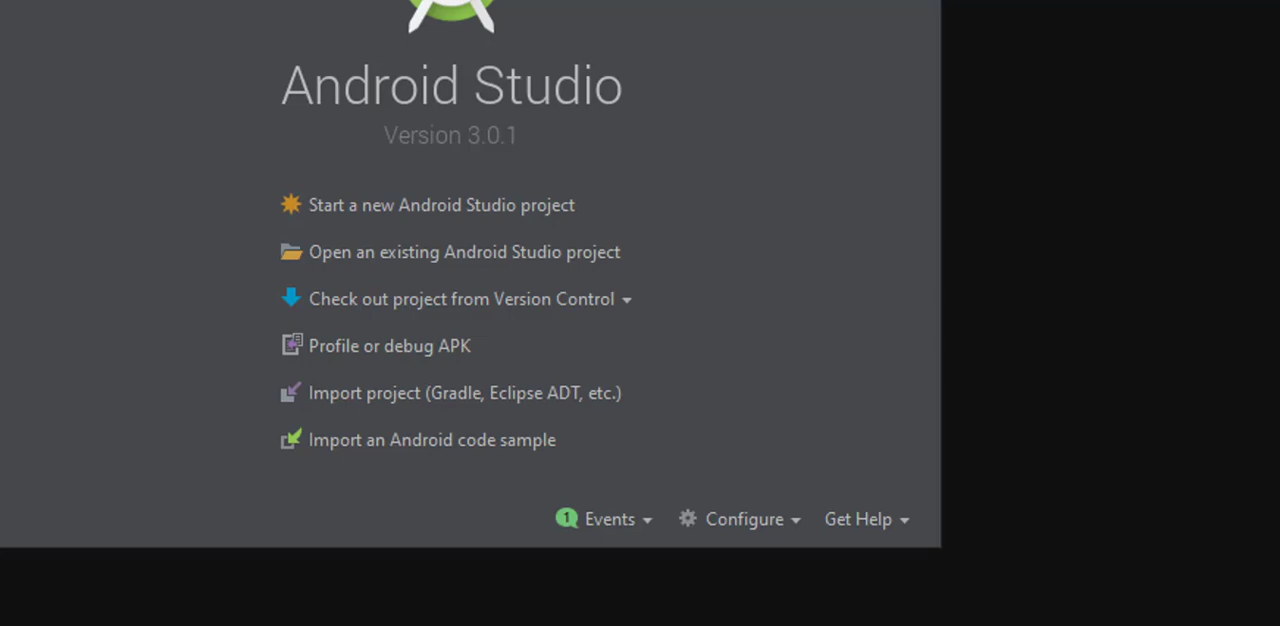 Android Studio
Version 3.0.1
Start a new Android Studio project
Open an existing Android Studio project
Check out project from Version Control
Profile or debug APK
Import project (Gradle, Eclipse ADT, etc.)
Import an Android code sample
1 Events Configure Get Help